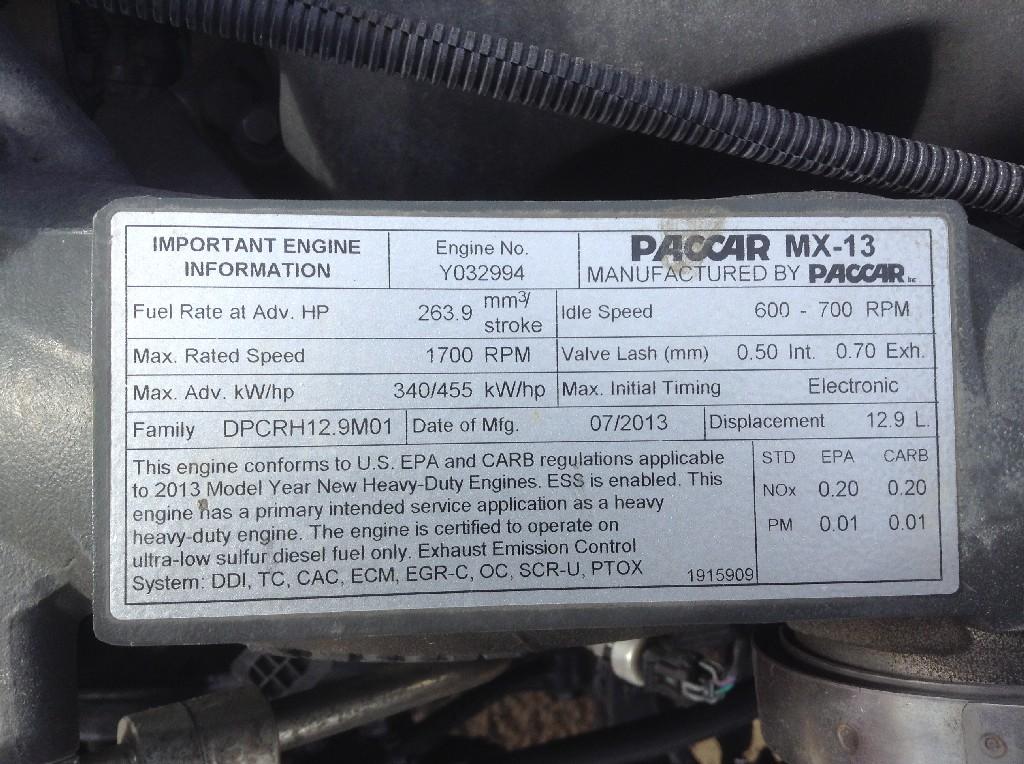 IMPORTANT ENGINE
INFORMATION
Engine No.
Y032994
PACCAR MX-13
MANUFACTURED BY PACCAR Inc
Fuel Rate at Adv. HP 263.9 mm3/
stroke
Idle Speed 600 - 700 RPM
Max. Rated Speed 1700 RPM
Valve Lash (mm) 0.50 Int. 0.70 Exh.
Max. Adv. kW/hp 340/455 kW/hp
Max. Initial Timing Electronic
Family DPCRH12.9M01
Date of Mfg. 07/2013
Displacement 12.9 L.
This engine conforms to U.S. EPA and CARB regulations applicable
to 2013 Model Year New Heavy-Duty Engines. ESS is enabled. This
engine has a primary intended service application as a heavy
heavy-duty engine. The engine is certified to operate on
ultra-low sulfur diesel fuel only. Exhaust Emission Control
System: DDI, TC, CAC, ECM, EGR-C, OC, SCR-U, PTOX
1915909
STD EPA CARB
NOx 0.20 0.20
PM 0.01 0.01